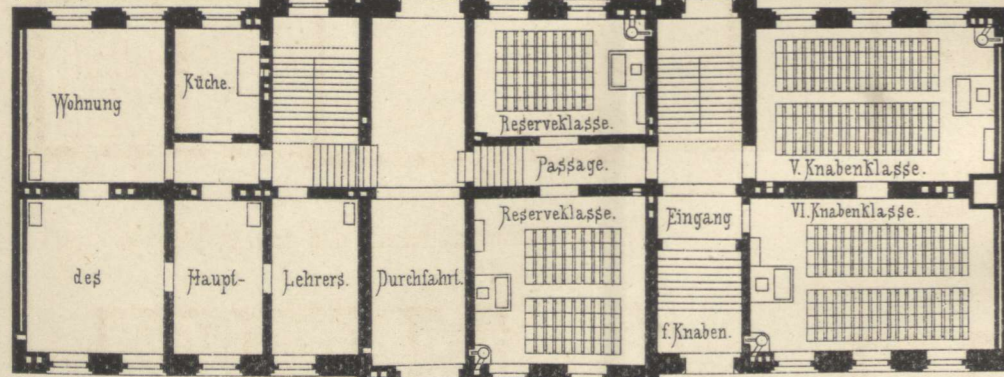 Wohnung
Küche.
Reserveklasse.
Passage.
V. Knabenklasse.
des
Haupt-
Lehrers.
Durchfahrt.
Reserveklasse.
Eingang
f. Knaben.
VI. Knabenklasse.